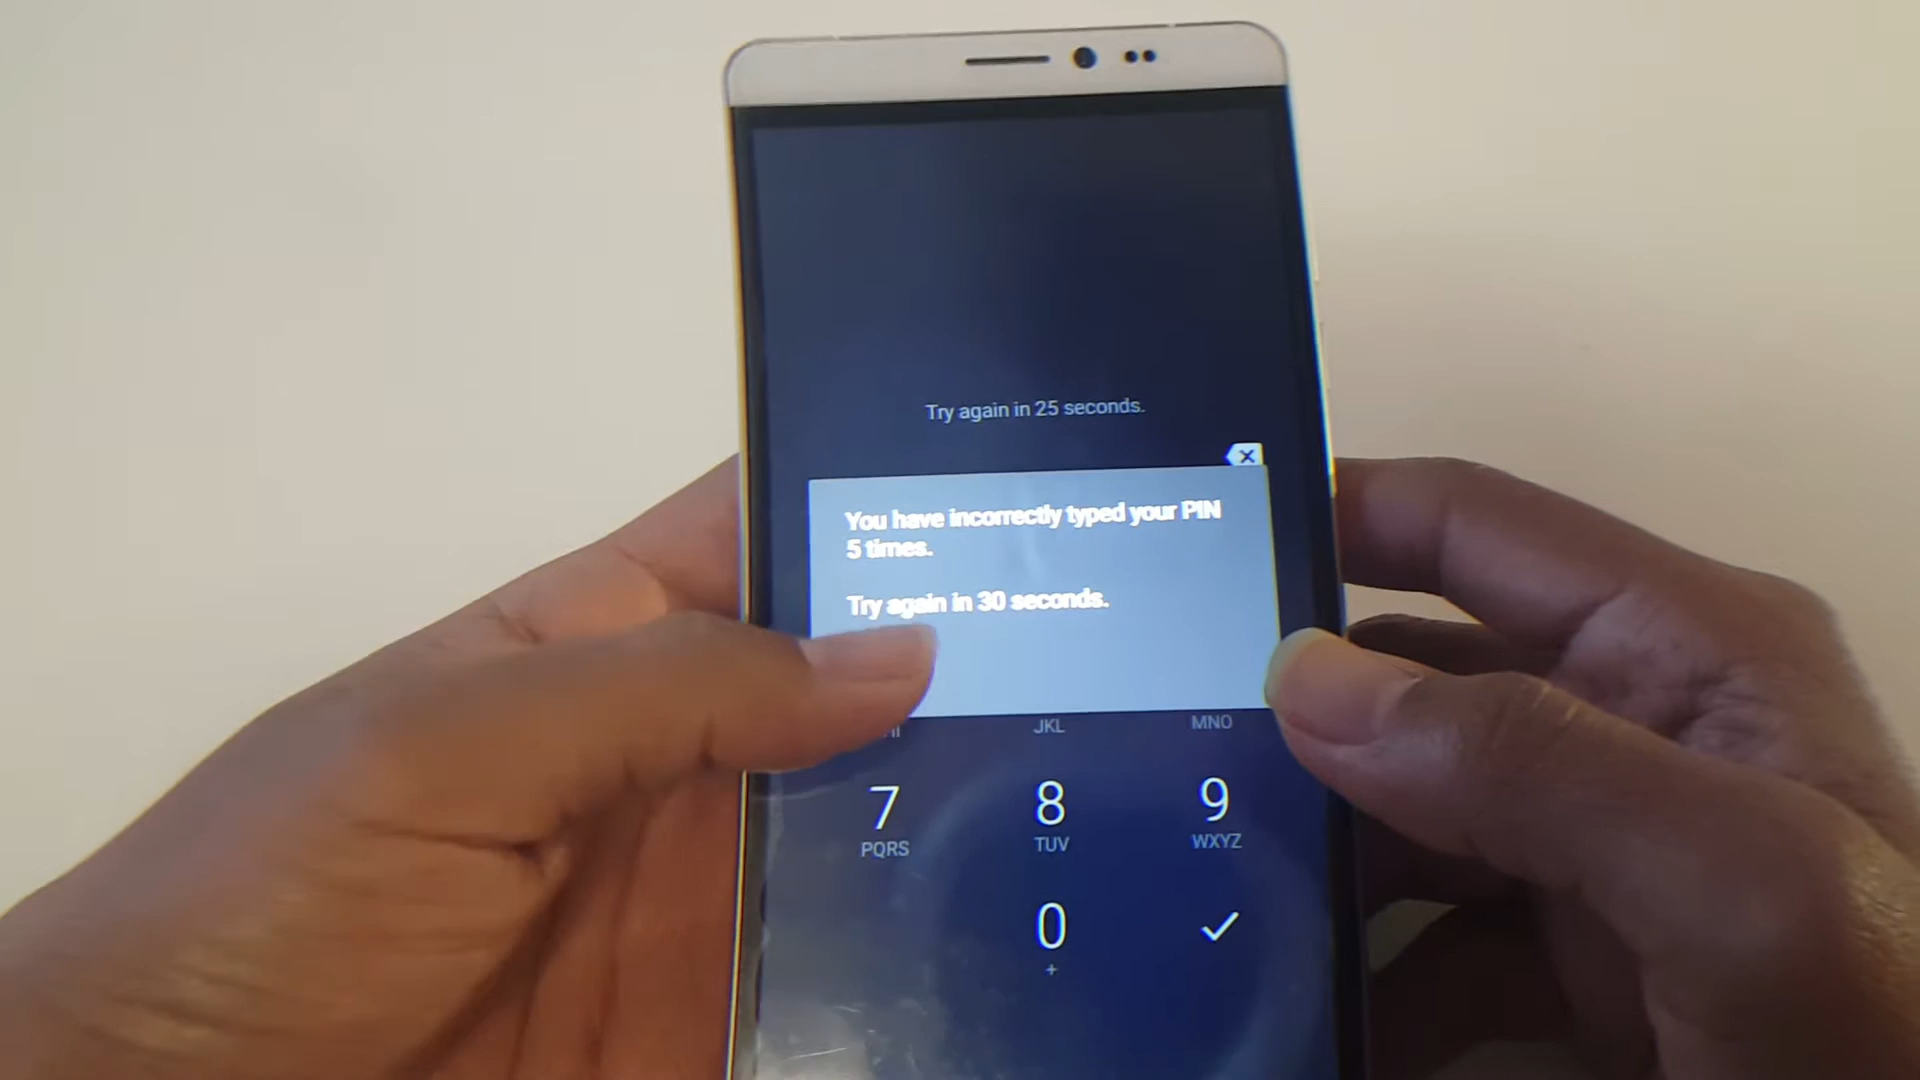 Try again in 25 seconds.
You have incorrectly typed your PIN
5 times.
Try again in 30 seconds.
JKL
MNO
7
8
9
PQRS
TUV
WXYZ
0
+